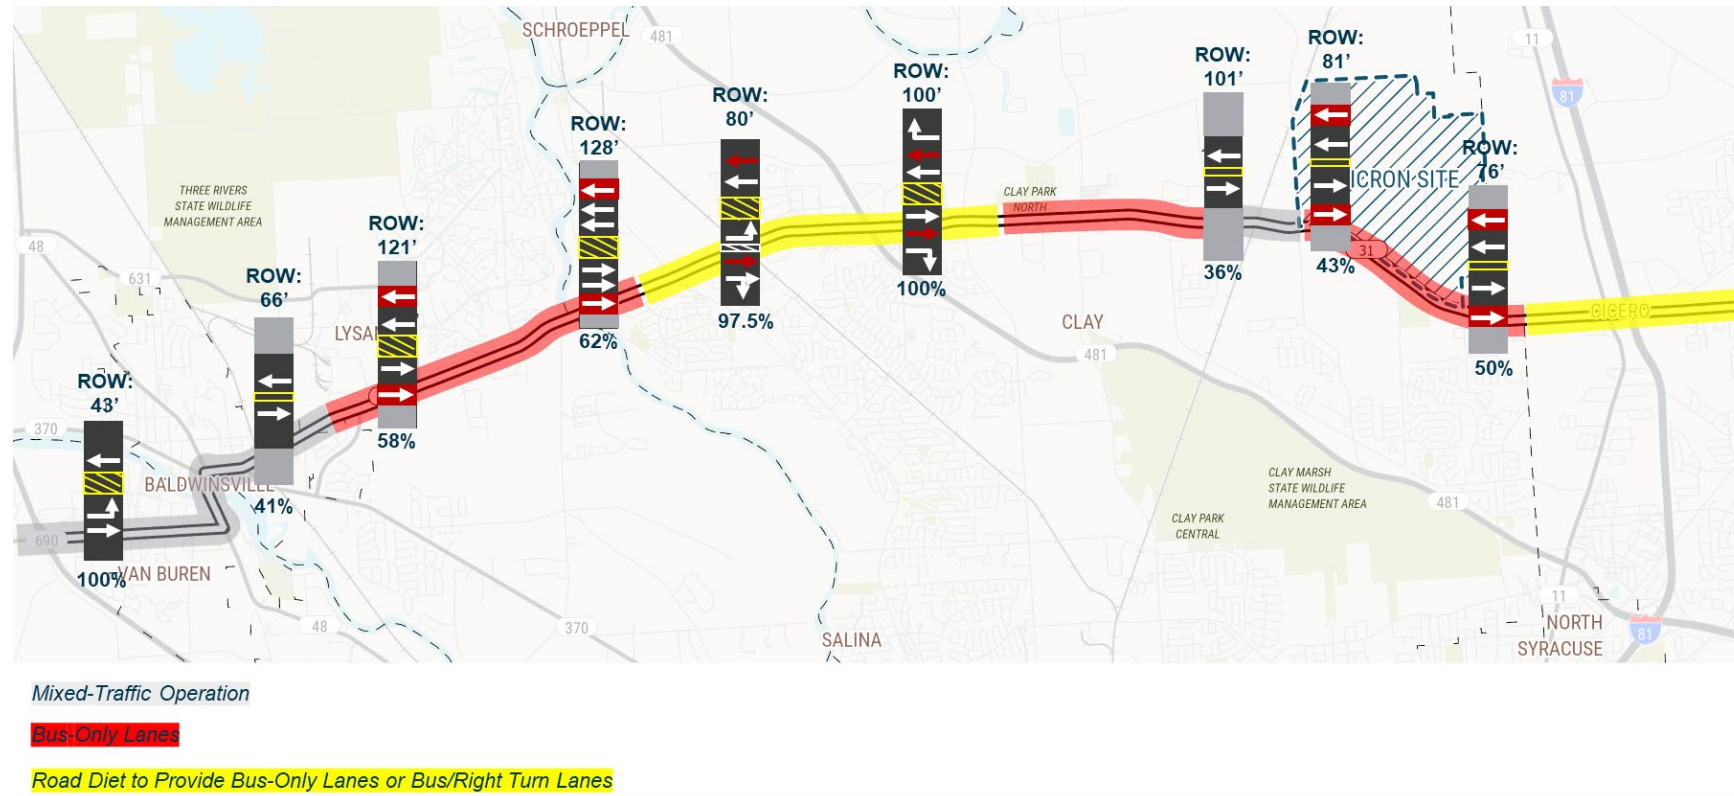 SCHROEPPEL
481
11
81
ROW:
81'
ROW:
101'
ROW:
100'
ROW:
80'
ROW:
128'
ROW:
76'
ICRON SITE
THREE RIVERS
STATE WILDLIFE
MANAGEMENT AREA
CLAY PARK
NORTH
ROW:
121'
48
631
ROW:
66'
31
36%
43%
100%
97.5%
62%
50%
CICERO
LYSAN
CLAY
481
ROW:
43'
58%
370
BALDWINSVILLE
41%
690
100%
VAN BUREN
CLAY MARSH
STATE WILDLIFE
MANAGEMENT AREA
481
CLAY PARK
CENTRAL
48
370
SALINA
11
NORTH
SYRACUSE
81
Mixed-Traffic Operation
Bus-Only Lanes
Road Diet to Provide Bus-Only Lanes or Bus/Right Turn Lanes